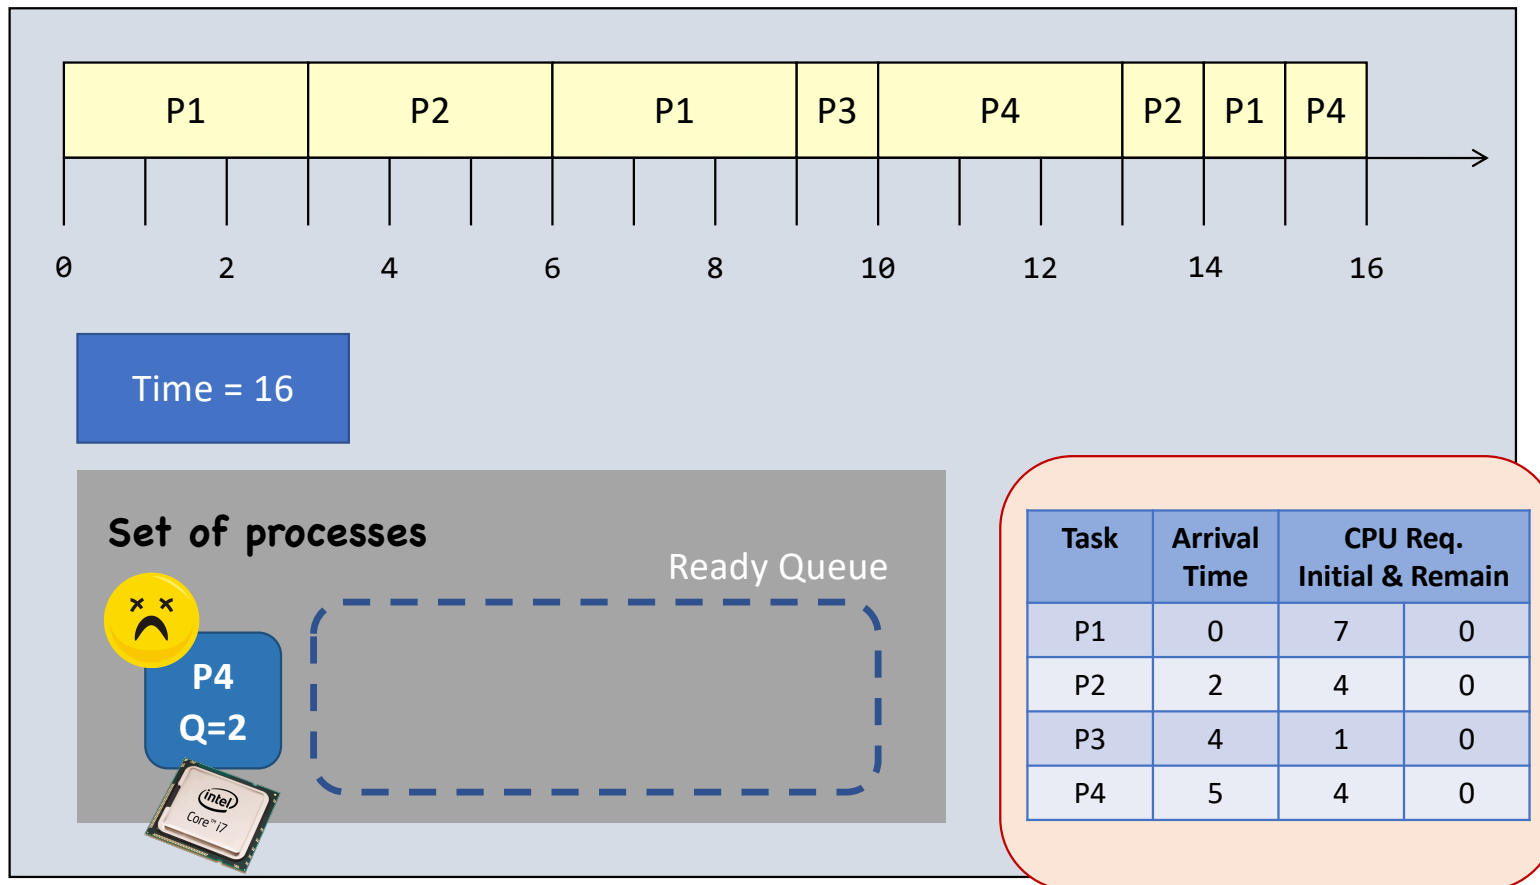 P1 P2 P1 P3 P4 P2 P1 P4
0 2 4 6 8 10 12 14 16
Time = 16
Set of processes
Ready Queue
P4
Q=2
intel
Core™ i7
Task Arrival Time CPU Req. Initial & Remain
P1 0 7 0
P2 2 4 0
P3 4 1 0
P4 5 4 0